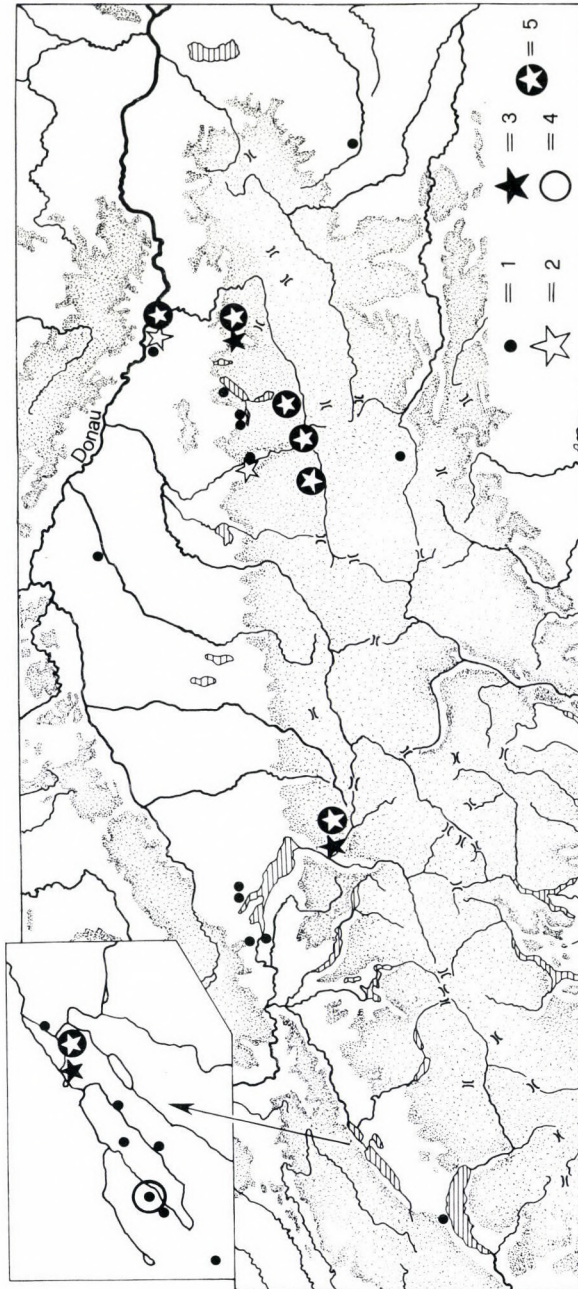 Donau
● = 1
☆ = 2
★ = 3
○ = 4
✪ = 5